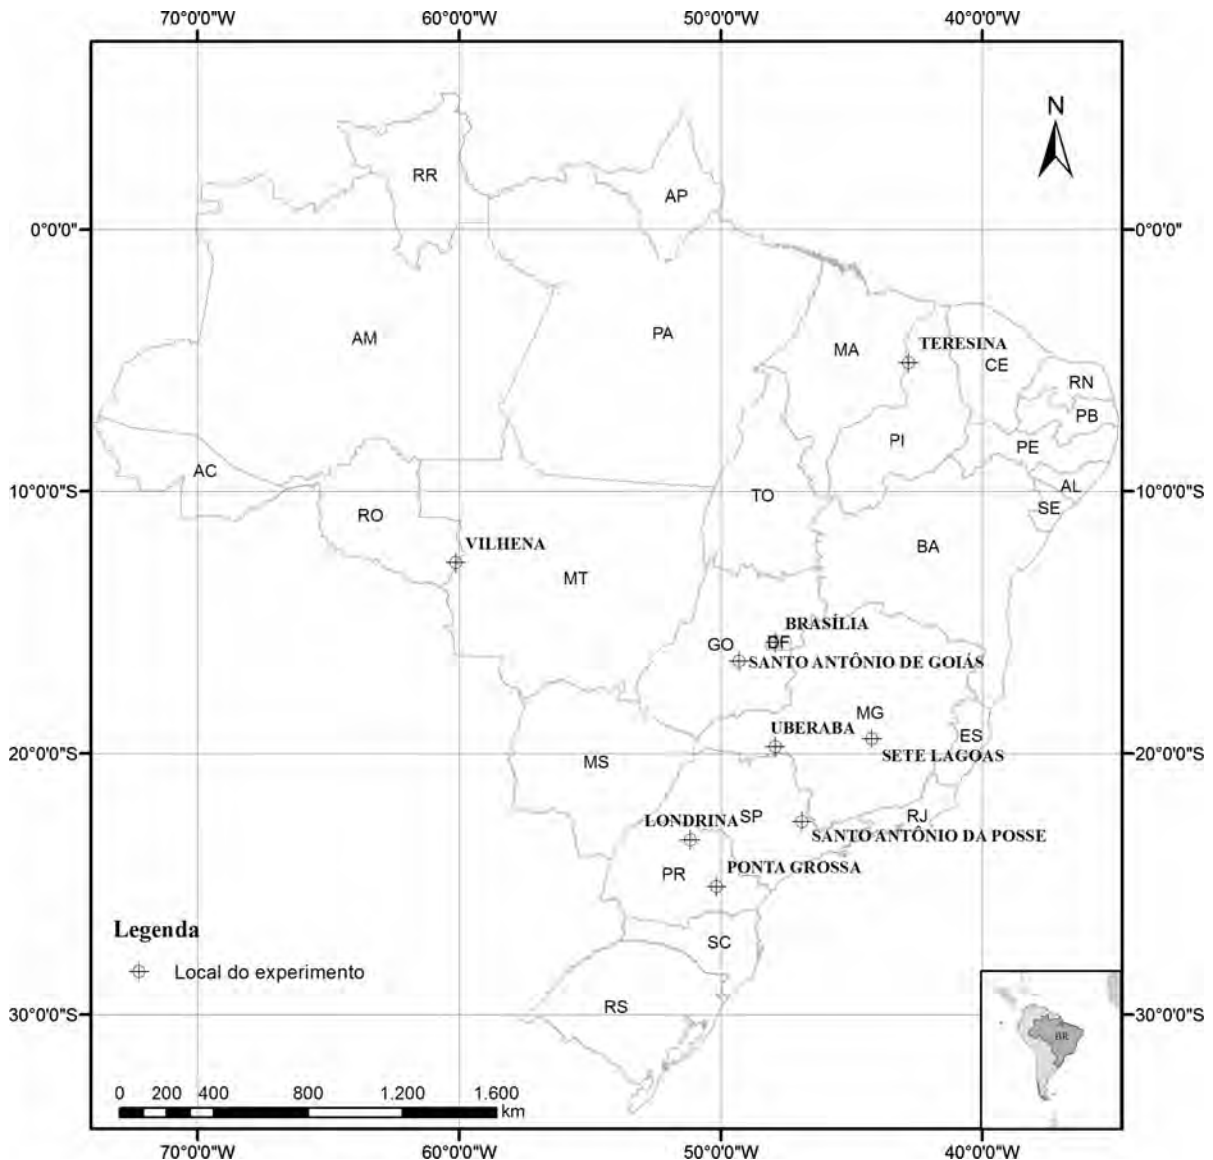 70°0'0"W 60°0'0"W 50°0'0"W 40°0'0"W
N
RR
AP
0°0'0" 0°0'0"
AM
PA
MA
TERESINA
CE
RN
PB
PI
PE
AC
AL
10°0'0"S 10°0'0"S
TO
SE
RO
VILHENA
BA
MT
BRASÍLIA
GO
DF
SANTO ANTÔNIO DE GOIÁS
MG
UBERABA
ES
20°0'0"S 20°0'0"S
SETE LAGOAS
MS
LONDRINA
SP
RJ
SANTO ANTÔNIO DA POSSE
PR
PONTA GROSSA
Legenda
SC
Local do experimento
RS
30°0'0"S 30°0'0"S
BR
0 200 400 800 1.200 1.600
km
70°0'0"W 60°0'0"W 50°0'0"W 40°0'0"W